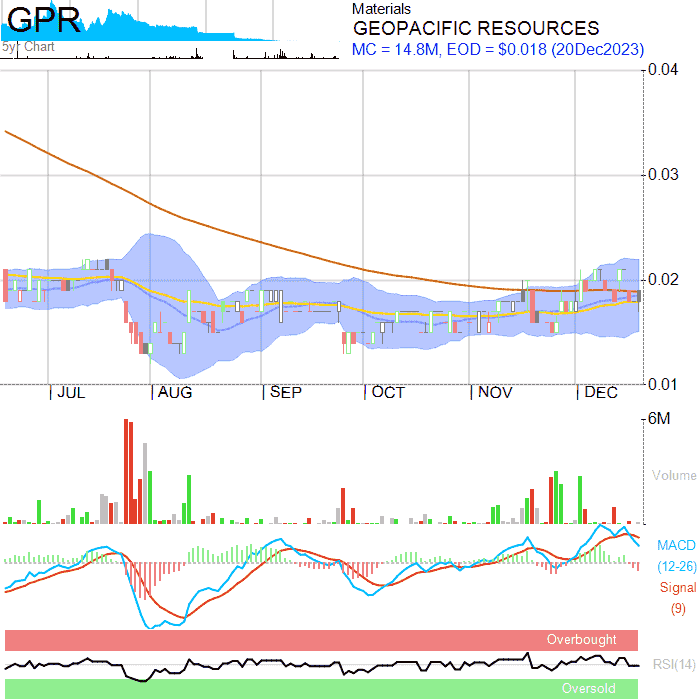 GPR
5yr Chart
Materials
GEOPACIFIC RESOURCES
MC = 14.8M, EOD = $0.018 (20Dec2023)
0.04
0.03
0.02
0.01
JUL
AUG
SEP
OCT
NOV
DEC
6M
Volume
MACD
(12-26)
Signal
(9)
Overbought
RSI(14)
Oversold